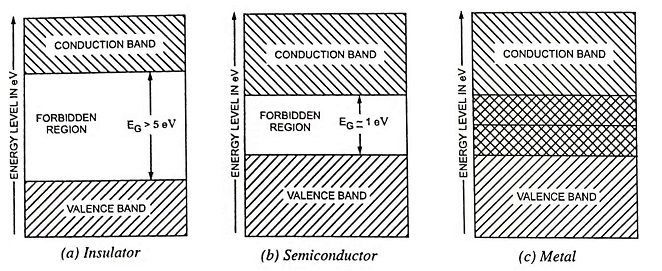 ENERGY LEVEL IN eV
CONDUCTION BAND
FORBIDDEN
REGION
E_G > 5 eV
VALENCE BAND
(a) Insulator
ENERGY LEVEL IN eV
CONDUCTION BAND
FORBIDDEN
REGION
E_G ≃ 1 eV
VALENCE BAND
(b) Semiconductor
ENERGY LEVEL IN eV
CONDUCTION BAND
VALENCE BAND
(c) Metal